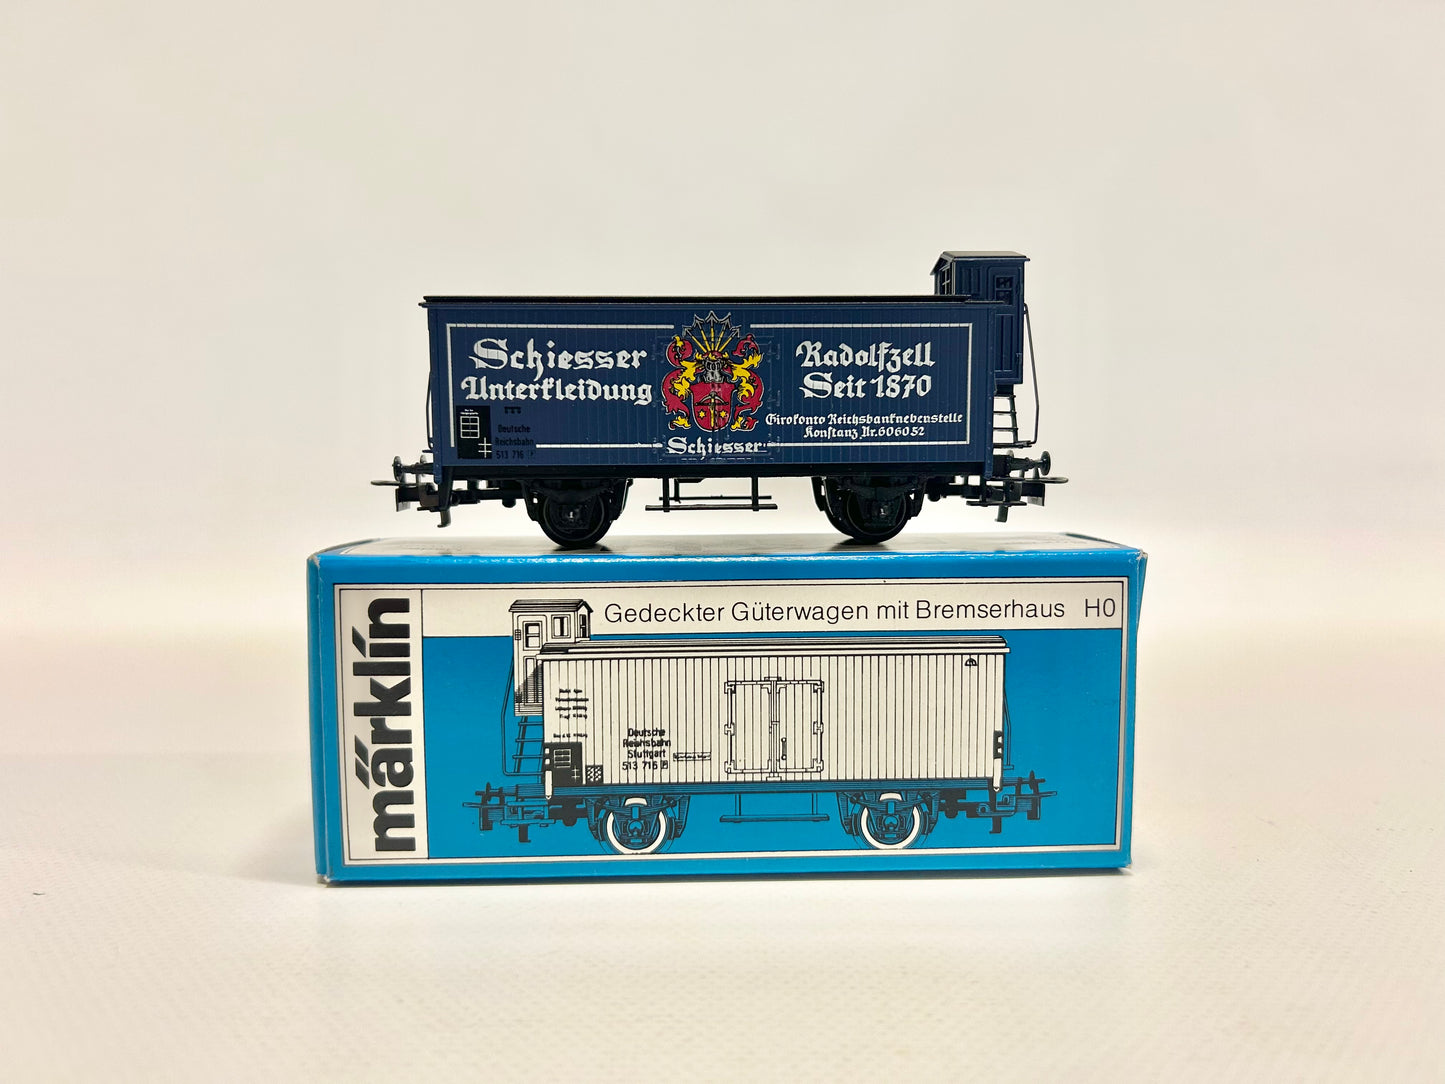 Schiesser
Unterkleidung
Radolfzell
Seit 1870
Girokonto Reichsbanknebenstelle
Konstanz Nr. 606052
Schiesser
Deutsche
Reichsbahn
513 716 P
märklin
Gedeckter Güterwagen mit Bremserhaus H0
Deutsche
Reichsbahn
Stuttgart
513 716 P